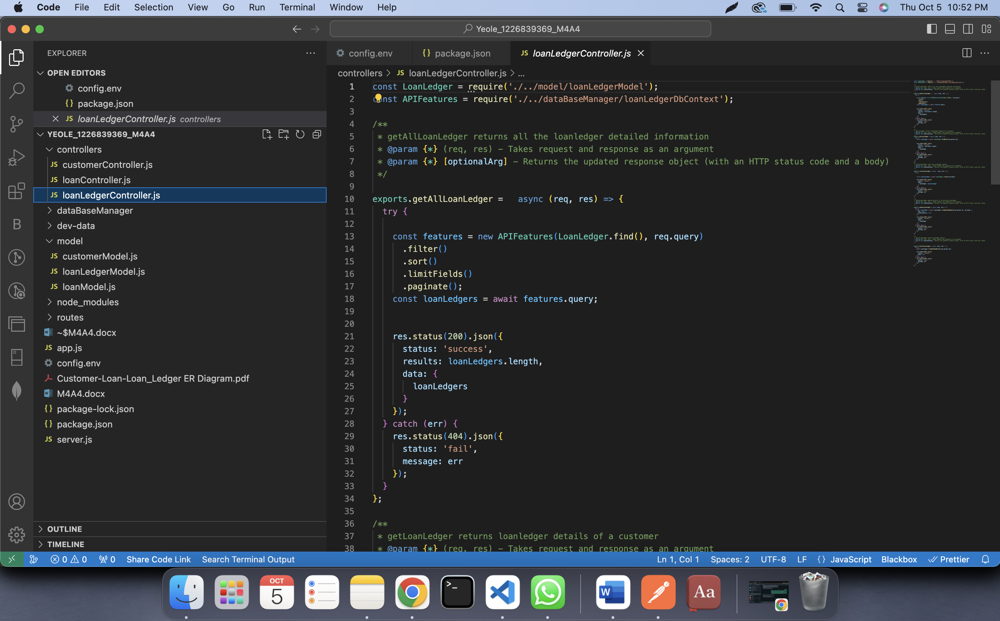 Code File Edit Selection View Go Run Terminal Window Help Thu Oct 5 10:52 PM
Yeole_1226839369_M4A4
EXPLORER
OPEN EDITORS
config.env
package.json
loanLedgerController.js controllers
YEOLE_1226839369_M4A4
controllers
JS customerController.js
JS loanController.js
JS loanLedgerController.js
dataBaseManager
dev-data
model
JS customerModel.js
JS loanLedgerModel.js
JS loanModel.js
node_modules
routes
~$M4A4.docx
JS app.js
config.env
Customer-Loan-Loan_Ledger ER Diagram.pdf
M4A4.docx
{} package-lock.json
{} package.json
JS server.js
OUTLINE
TIMELINE
config.env {} package.json JS loanLedgerController.js
controllers > JS loanLedgerController.js > ...
1 const LoanLedger = require('./../model/loanLedgerModel');
2 const APIFeatures = require('./../dataBaseManager/loanLedgerDbContext');
3
4 /**
5 * getAllLoanLedger returns all the loanledger detailed information
6 * @param {*} (req, res) – Takes request and response as an argument
7 * @param {*} [optionalArg] – Returns the updated response object (with an HTTP status code and a body)
8 */
9
10 exports.getAllLoanLedger =   async (req, res) => {
11 try {
12
13 const features = new APIFeatures(LoanLedger.find(), req.query)
14 .filter()
15 .sort()
16 .limitFields()
17 .paginate();
18 const loanLedgers = await features.query;
19
20
21 res.status(200).json({
22 status: 'success',
23 results: loanLedgers.length,
24 data: {
25 loanLedgers
26 }
27 });
28 } catch (err) {
29 res.status(404).json({
30 status: 'fail',
31 message: err
32 });
33 }
34 };
35
36 /**
37 * getLoanLedger returns loanledger details of a customer
38 * @param {*} (req, res) – Takes request and response as an argument
0 0 0 Share Code Link Search Terminal Output Ln 1, Col 1 Spaces: 2 UTF-8 LF {} JavaScript Blackbox Prettier
OCT
5
>_
W
Aa